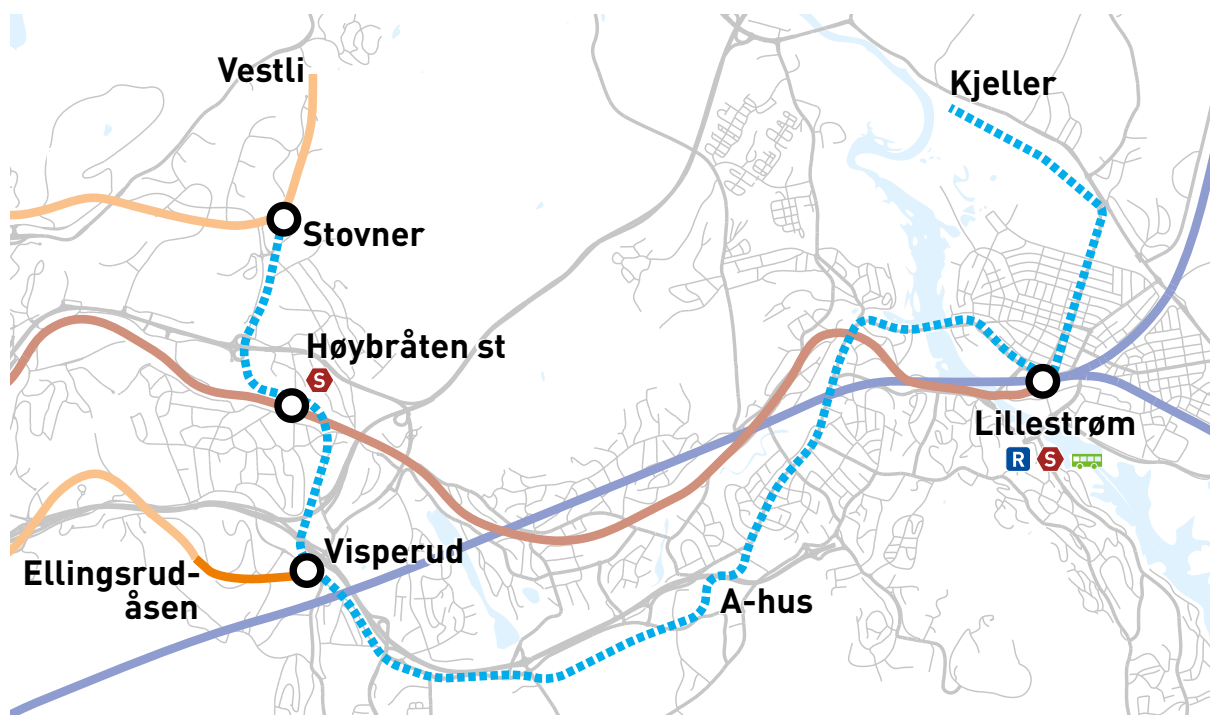 Vestli
Kjeller
Stovner
Høybråten st
S
Lillestrøm
R S
Visperud
Ellingsrud-
åsen
A-hus